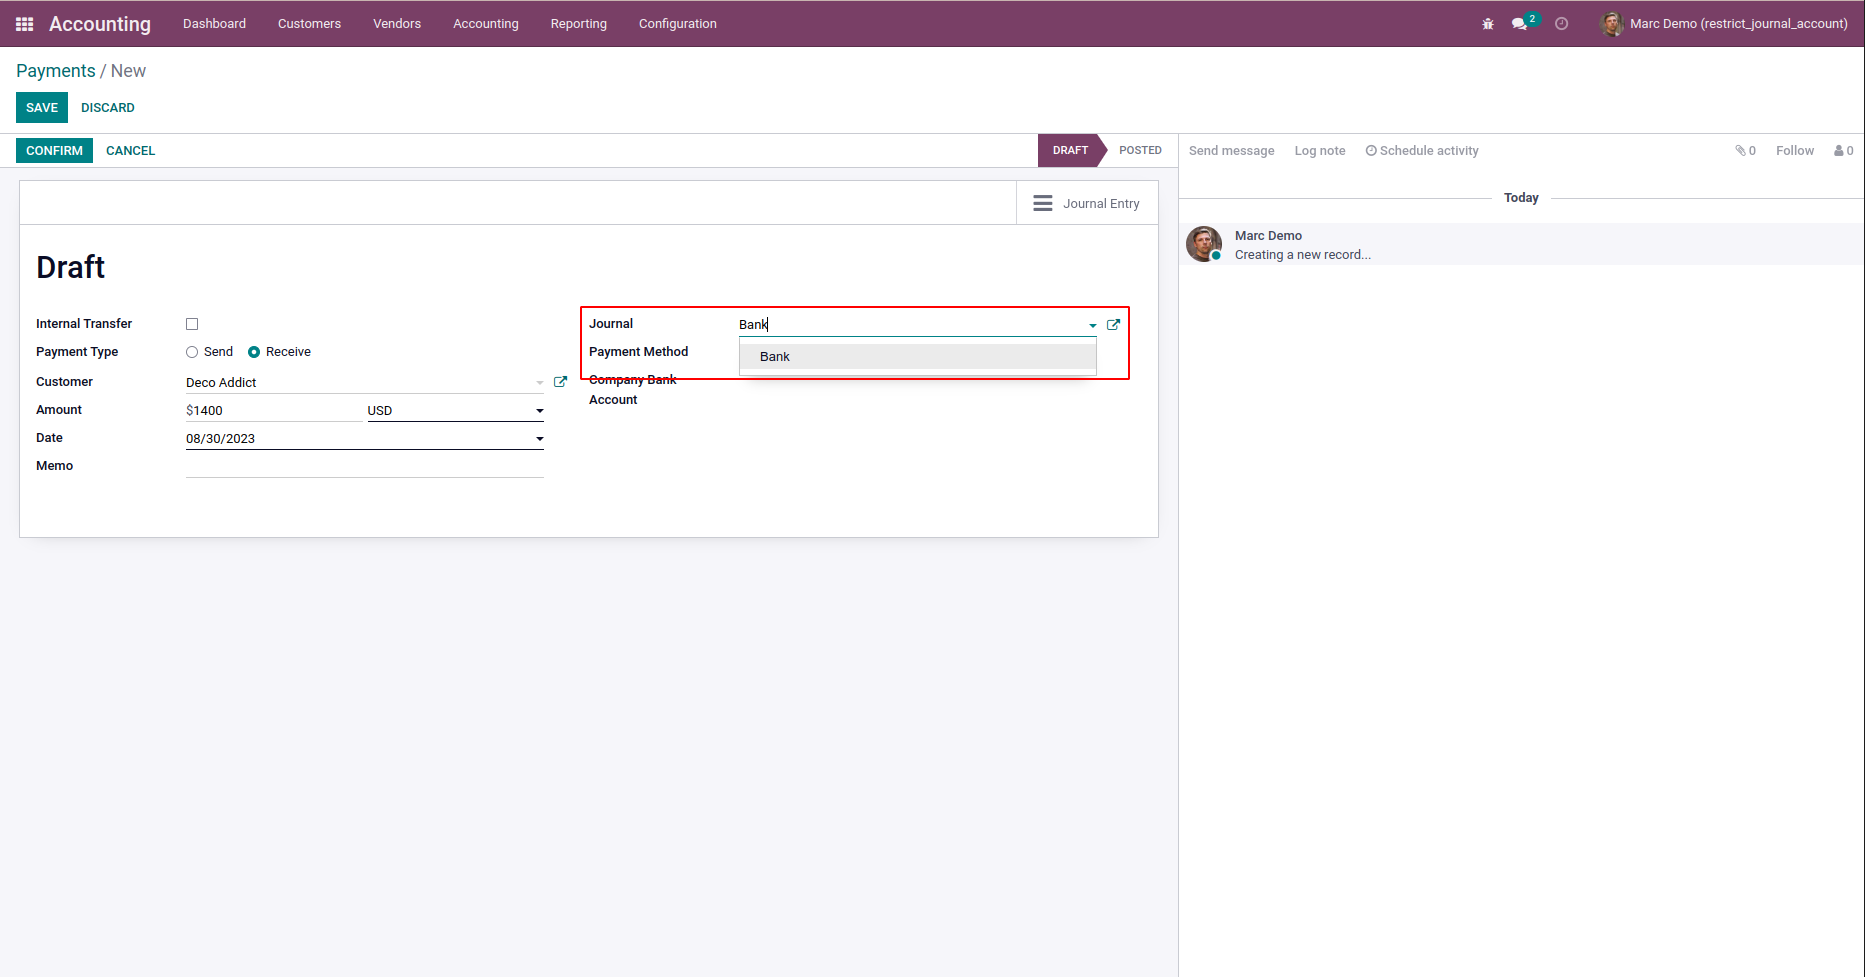 Accounting Dashboard Customers Vendors Accounting Reporting Configuration 2 Marc Demo (restrict_journal_account)
Payments / New
SAVE DISCARD
CONFIRM CANCEL DRAFT POSTED Send message Log note Schedule activity 0 Follow 0
Journal Entry
Today
Marc Demo
Creating a new record...
Draft
Internal Transfer
Payment Type Send Receive
Customer Deco Addict
Amount $1400 USD
Date 08/30/2023
Memo
Journal Bank
Payment Method Bank
Company Bank
Account